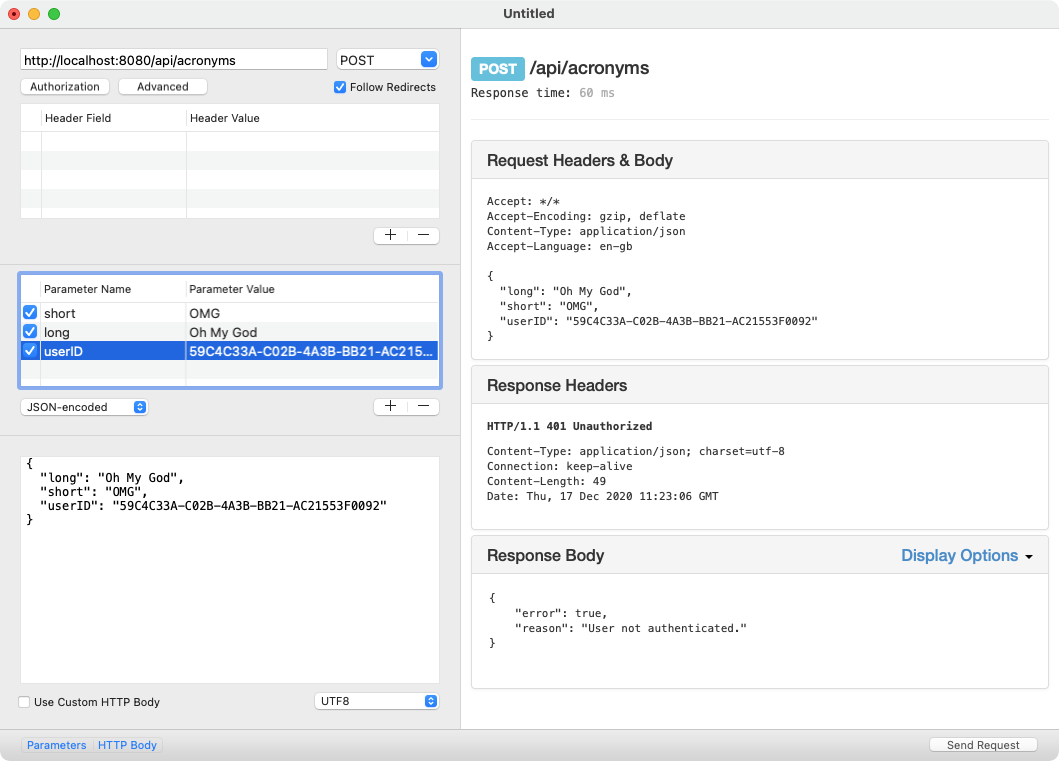 Untitled
http://localhost:8080/api/acronyms
POST
Authorization
Advanced
Follow Redirects
Header Field
Header Value
Parameter Name
Parameter Value
short
OMG
long
Oh My God
userID
59C4C33A-C02B-4A3B-BB21-AC215...
JSON-encoded
{
"long": "Oh My God",
"short": "OMG",
"userID": "59C4C33A-C02B-4A3B-BB21-AC21553F0092"
}
Use Custom HTTP Body
UTF8
Parameters
HTTP Body
POST /api/acronyms
Response time: 60 ms
Request Headers & Body
Accept: */*
Accept-Encoding: gzip, deflate
Content-Type: application/json
Accept-Language: en-gb
{
"long": "Oh My God",
"short": "OMG",
"userID": "59C4C33A-C02B-4A3B-BB21-AC21553F0092"
}
Response Headers
HTTP/1.1 401 Unauthorized
Content-Type: application/json; charset=utf-8
Connection: keep-alive
Content-Length: 49
Date: Thu, 17 Dec 2020 11:23:06 GMT
Response Body
Display Options
{
"error": true,
"reason": "User not authenticated."
}
Send Request